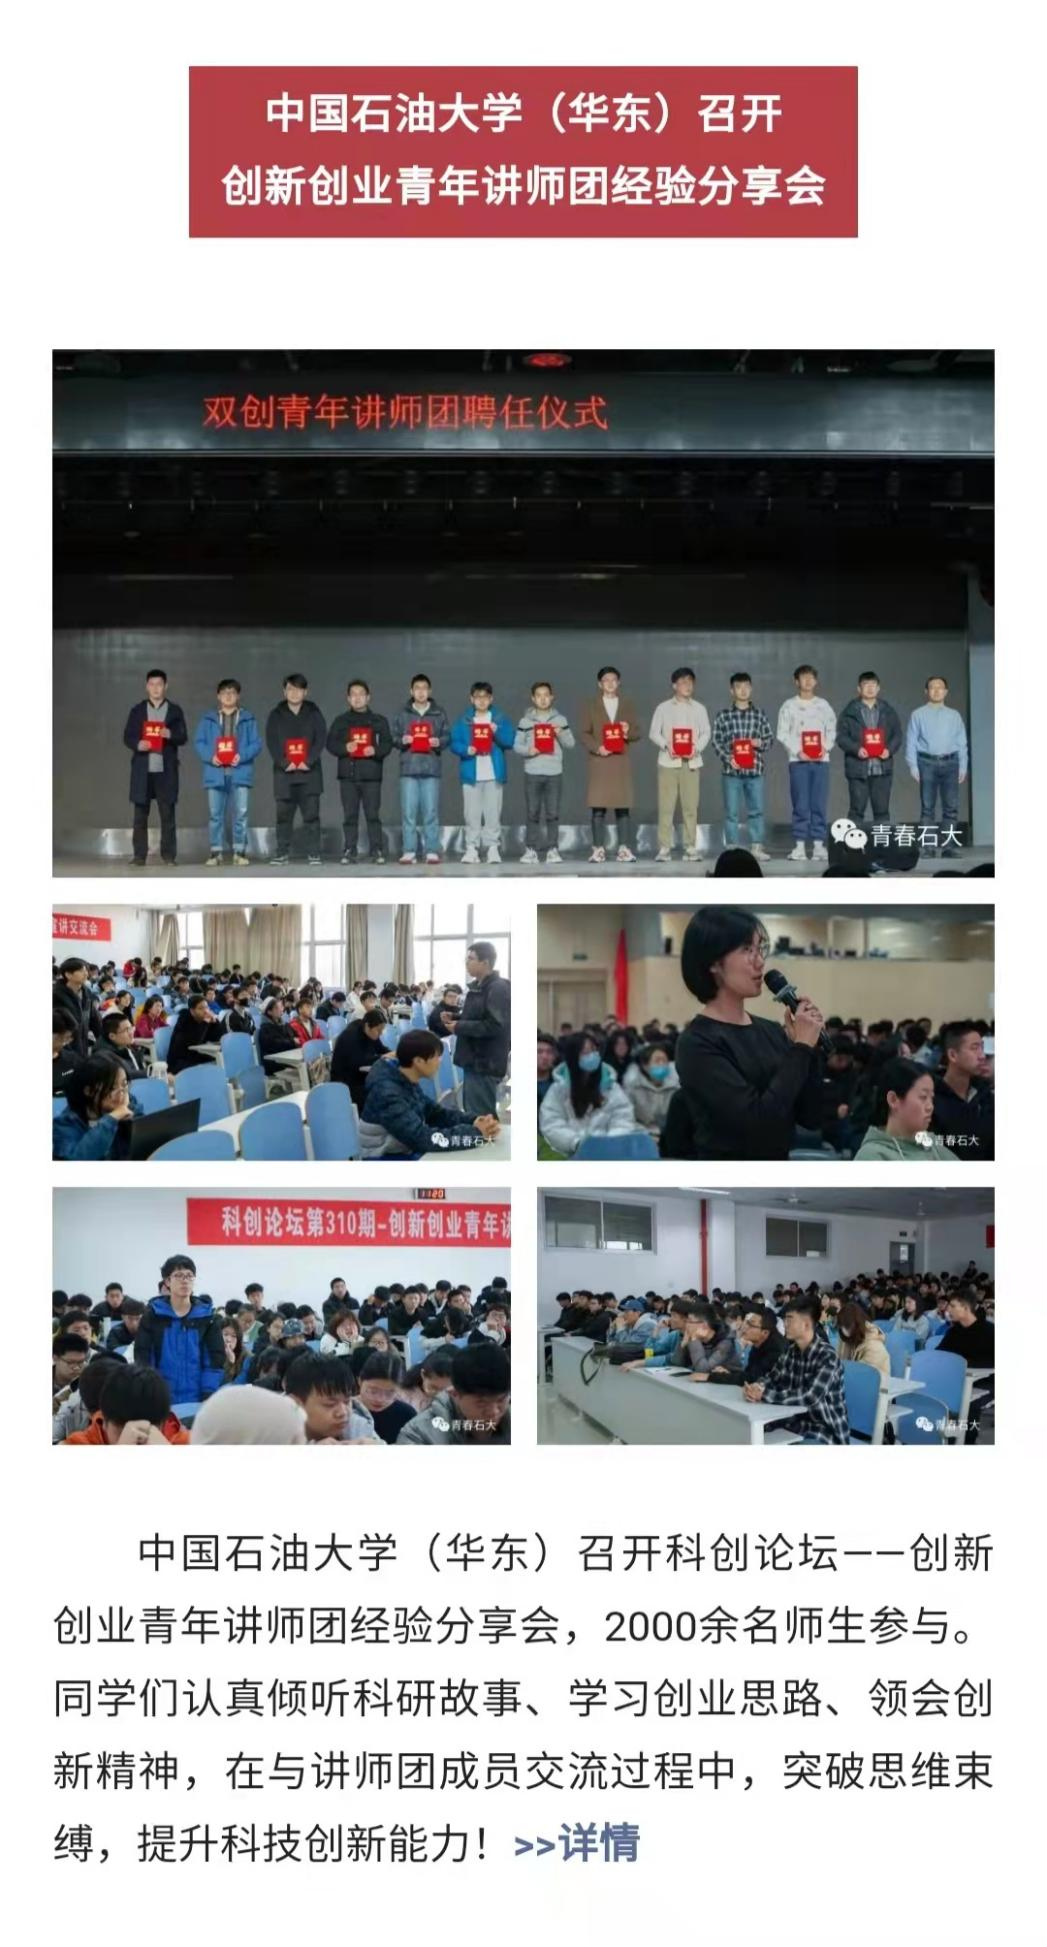 中国石油大学（华东）召开
创新创业青年讲师团经验分享会
双创青年讲师团聘任仪式
青春石大
宣讲交流会
青春石大
青春石大
1120
科创论坛第310期-创新创业青年讲
青春石大
青春石大
中国石油大学（华东）召开科创论坛——创新
创业青年讲师团经验分享会，2000余名师生参与。
同学们认真倾听科研故事、学习创业思路、领会创
新精神，在与讲师团成员交流过程中，突破思维束
缚，提升科技创新能力！>>详情